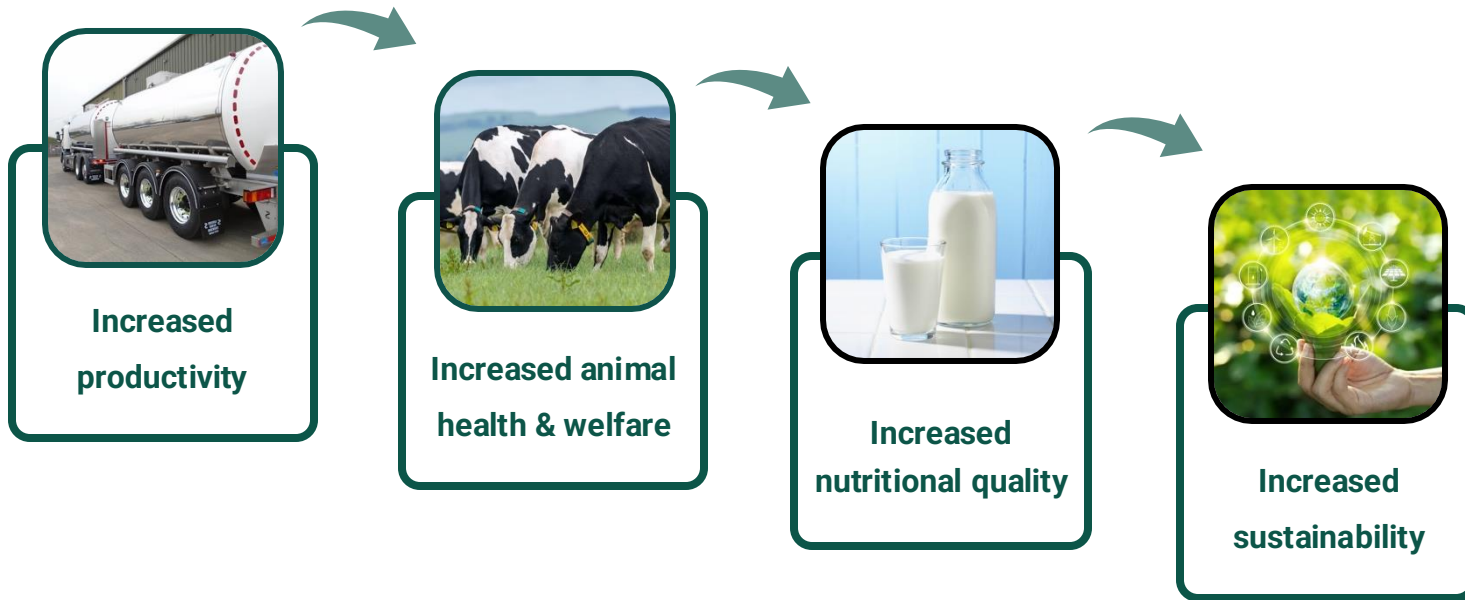 Increased
productivity
Increased animal
health & welfare
Increased
nutritional quality
Increased
sustainability